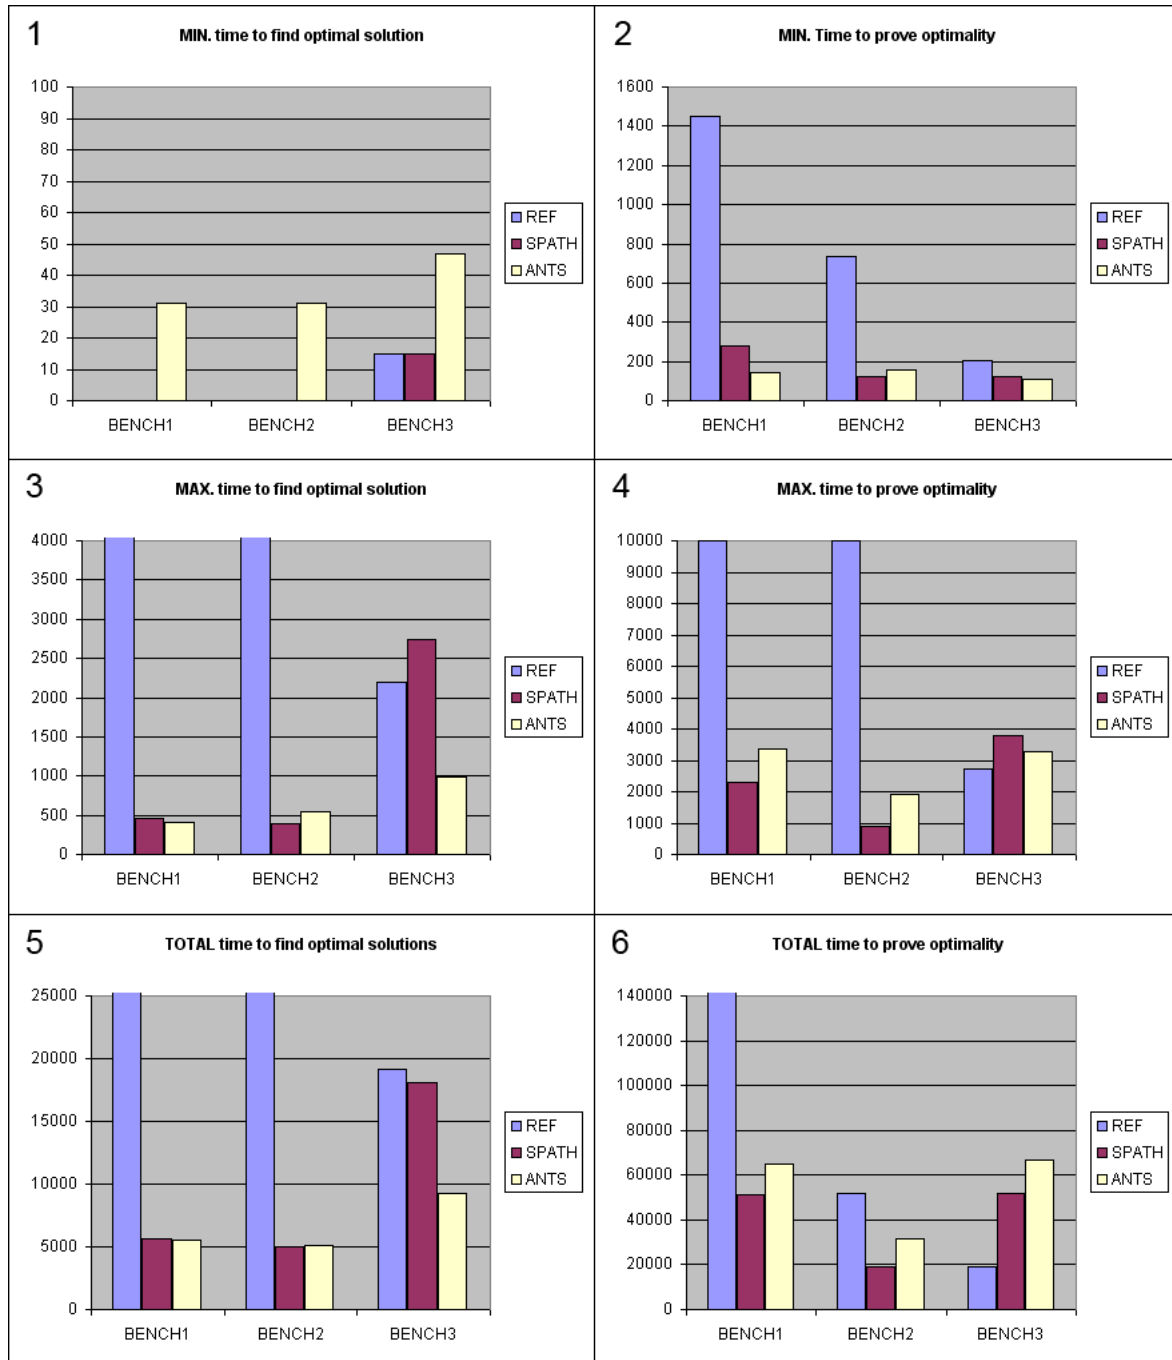 1
MIN. time to find optimal solution
100
90
80
70
60
50
40
30
20
10
0
BENCH1 BENCH2 BENCH3
REF
SPATH
ANTS
2
MIN. Time to prove optimality
1600
1400
1200
1000
800
600
400
200
0
BENCH1 BENCH2 BENCH3
REF
SPATH
ANTS
3
MAX. time to find optimal solution
4000
3500
3000
2500
2000
1500
1000
500
0
BENCH1 BENCH2 BENCH3
REF
SPATH
ANTS
4
MAX. time to prove optimality
10000
9000
8000
7000
6000
5000
4000
3000
2000
1000
0
BENCH1 BENCH2 BENCH3
REF
SPATH
ANTS
5
TOTAL time to find optimal solutions
25000
20000
15000
10000
5000
0
BENCH1 BENCH2 BENCH3
REF
SPATH
ANTS
6
TOTAL time to prove optimality
140000
120000
100000
80000
60000
40000
20000
0
BENCH1 BENCH2 BENCH3
REF
SPATH
ANTS